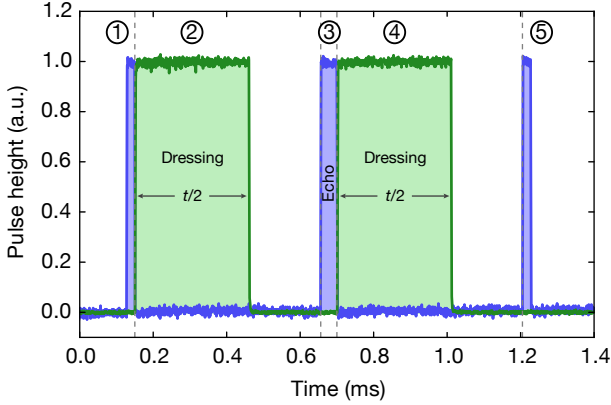 ① ② ③ ④ ⑤
1.2
1.0
0.8
0.6
0.4
0.2
0.0
Pulse height (a.u.)
Dressing
t/2
Echo
Dressing
t/2
0.0 0.2 0.4 0.6 0.8 1.0 1.2 1.4
Time (ms)